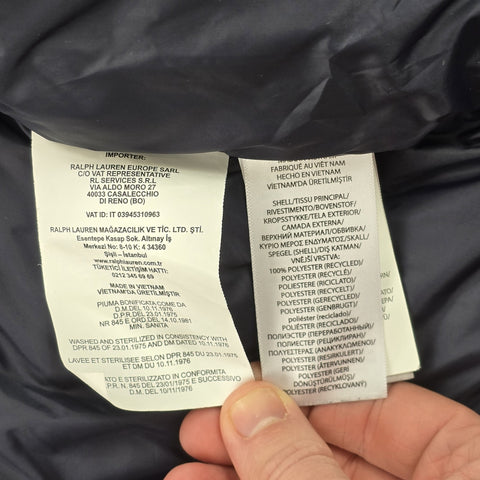 IMPORTER:
RALPH LAUREN EUROPE SARL
C/O VAT REPRESENTATIVE
RL SERVICES S.R.L
VIA ALDO MORO 27
40033 CASALECCHIO
DI RENO (BO)
VAT ID: IT 03945310963
RALPH LAUREN MAĞAZACILIK VE TİC. LTD. ŞTİ.
Esentepe Kasap Sok. Altınay İş
Merkezi No: 8-10 K: 4 34360
Şişli – İstanbul
www.ralphlauren.com
TÜKETİCİ İLETİŞİM HATTI:
0212 345 69 69
MADE IN VIETNAM
VIETNAM'DA ÜRETİLMİŞTİR
PIUMA BONIFICATA COME DA
D.M. DEL 10.11.1976
D.P.R. DEL 23.01.1975
NR 845 E ORD. DEL 14.10.1981
MIN. SANITA
WASHED AND STERILIZED IN CONSISTENCY WITH
DPR 845 OF 23.01.1975 AND DM DATED 10.11.1976
LAVEE ET STERILISEE SELON DPR 845 DU 23.01.1975
ET DM DU 10.11.1976
ATO E STERILIZZATO IN CONFORMITA
P.R. N. 845 DEL 23/01/1975 E SUCCESSIVO
D.M. DEL 10/11/1976
FABRIQUÉ AU VIET NAM
HECHO EN VIETNAM
VIETNAM'DA ÜRETİLMİŞTİR
SHELL/TISSU PRINCIPAL/
RIVESTIMENTO/BOVENSTOF/
KROPSSTYKKE/TELA EXTERIOR/
CAMADA EXTERNA/
ВЕРХНИЙ МАТЕРИАЛ/OBERSTOFF/
ΚΥΡΙΟ ΜΕΡΟΣ ΕΝΔΥΜΑΤΟΣ/SKALL/
SPEGEL (SHELL)/DIŞ KATMAN/
VNĚJŠÍ VRSTVA:
100% POLYESTER (RECYCLED)/
POLYESTER (RECYCLÉ)/
POLIESTERE (RICICLATO)/
POLYESTER (GERECYCLED)/
POLYESTER (GENBRUGT)/
poliéster (reciclado)/
POLIÉSTER (RECICLADO)/
ПОЛИЭСТЕР (ПЕРЕРАБОТАННЫЙ)/
POLYESTER (RECYCELT)/
ΠΟΛΥΕΣΤΕΡΑΣ (ΑΝΑΚΥΚΛΩΜΕΝΟ)/
POLYESTER (RESIRKULERT)/
POLYESTER (ÅTERVUNNEN)/
POLYESTER (GERİ
DÖNÜŞTÜRÜLMÜŞ)/
POLYESTER (RECYKLOVANÝ)